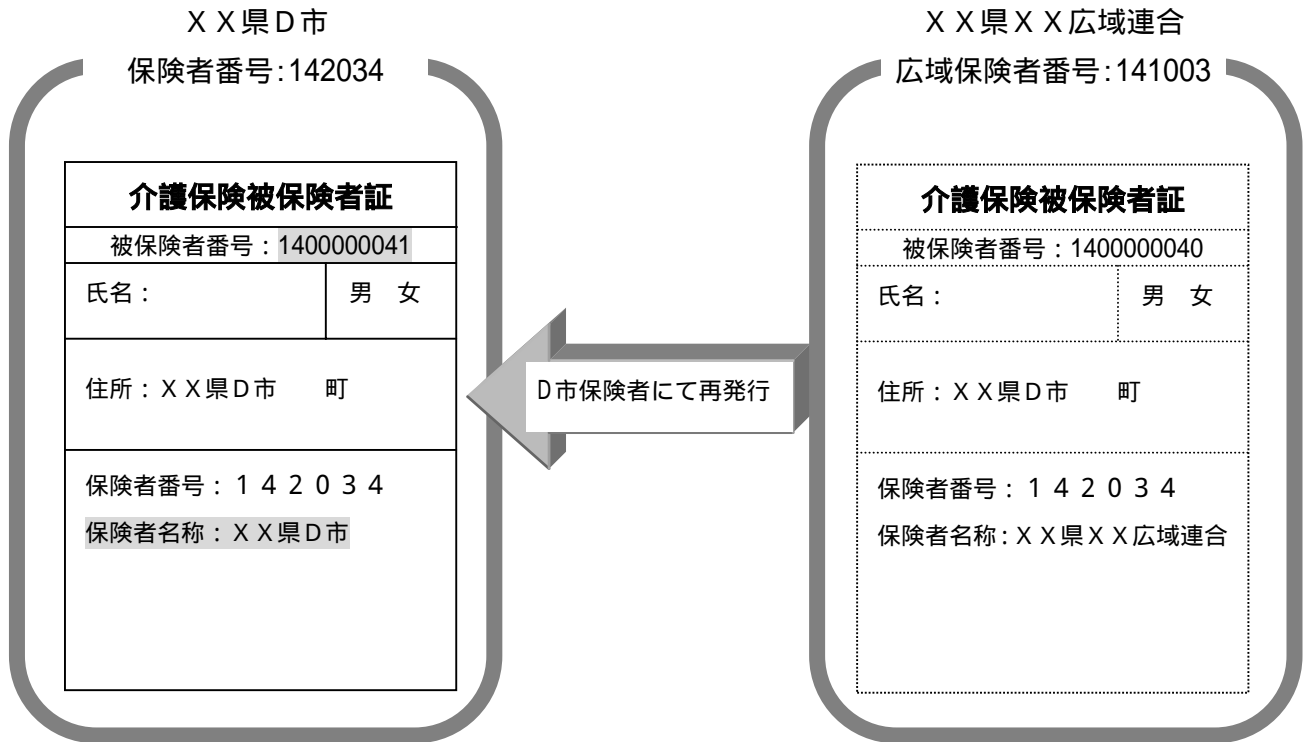 ＸＸ県Ｄ市
保険者番号:142034
介護保険被保険者証
被保険者番号：1400000041
氏名：
男　女
住所：ＸＸ県Ｄ市　　町
保険者番号：１４２０３４
保険者名称：ＸＸ県Ｄ市
D市保険者にて再発行
ＸＸ県ＸＸ広域連合
広域保険者番号:141003
介護保険被保険者証
被保険者番号：1400000040
氏名：
男　女
住所：ＸＸ県Ｄ市　　町
保険者番号：１４２０３４
保険者名称：ＸＸ県ＸＸ広域連合